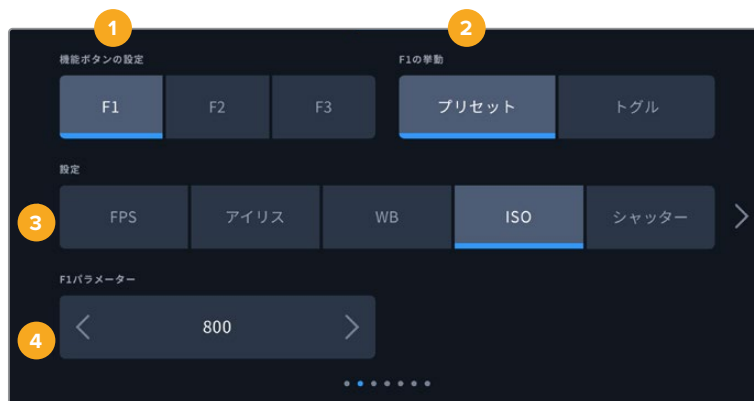 1 2
機能ボタンの設定 F1の挙動
F1 F2 F3 プリセット トグル
設定
3 FPS アイリス WB ISO シャッター
F1パラメーター
4 800